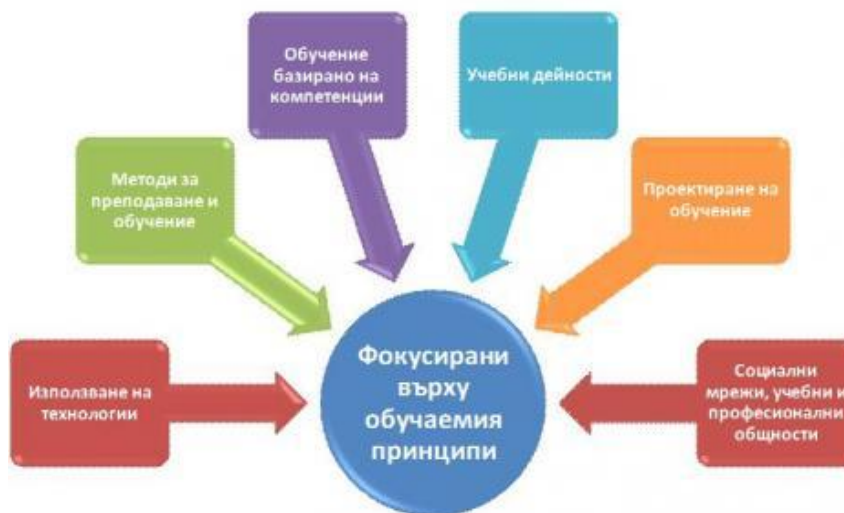 Обучение
базирано на
компетенции
Учебни дейности
Методи за
преподаване и
обучение
Проектиране на
обучение
Използване на
технологии
Фокусирани
върху
обучаемия
принципи
Социални
мрежи, учебни и
професионални
общности